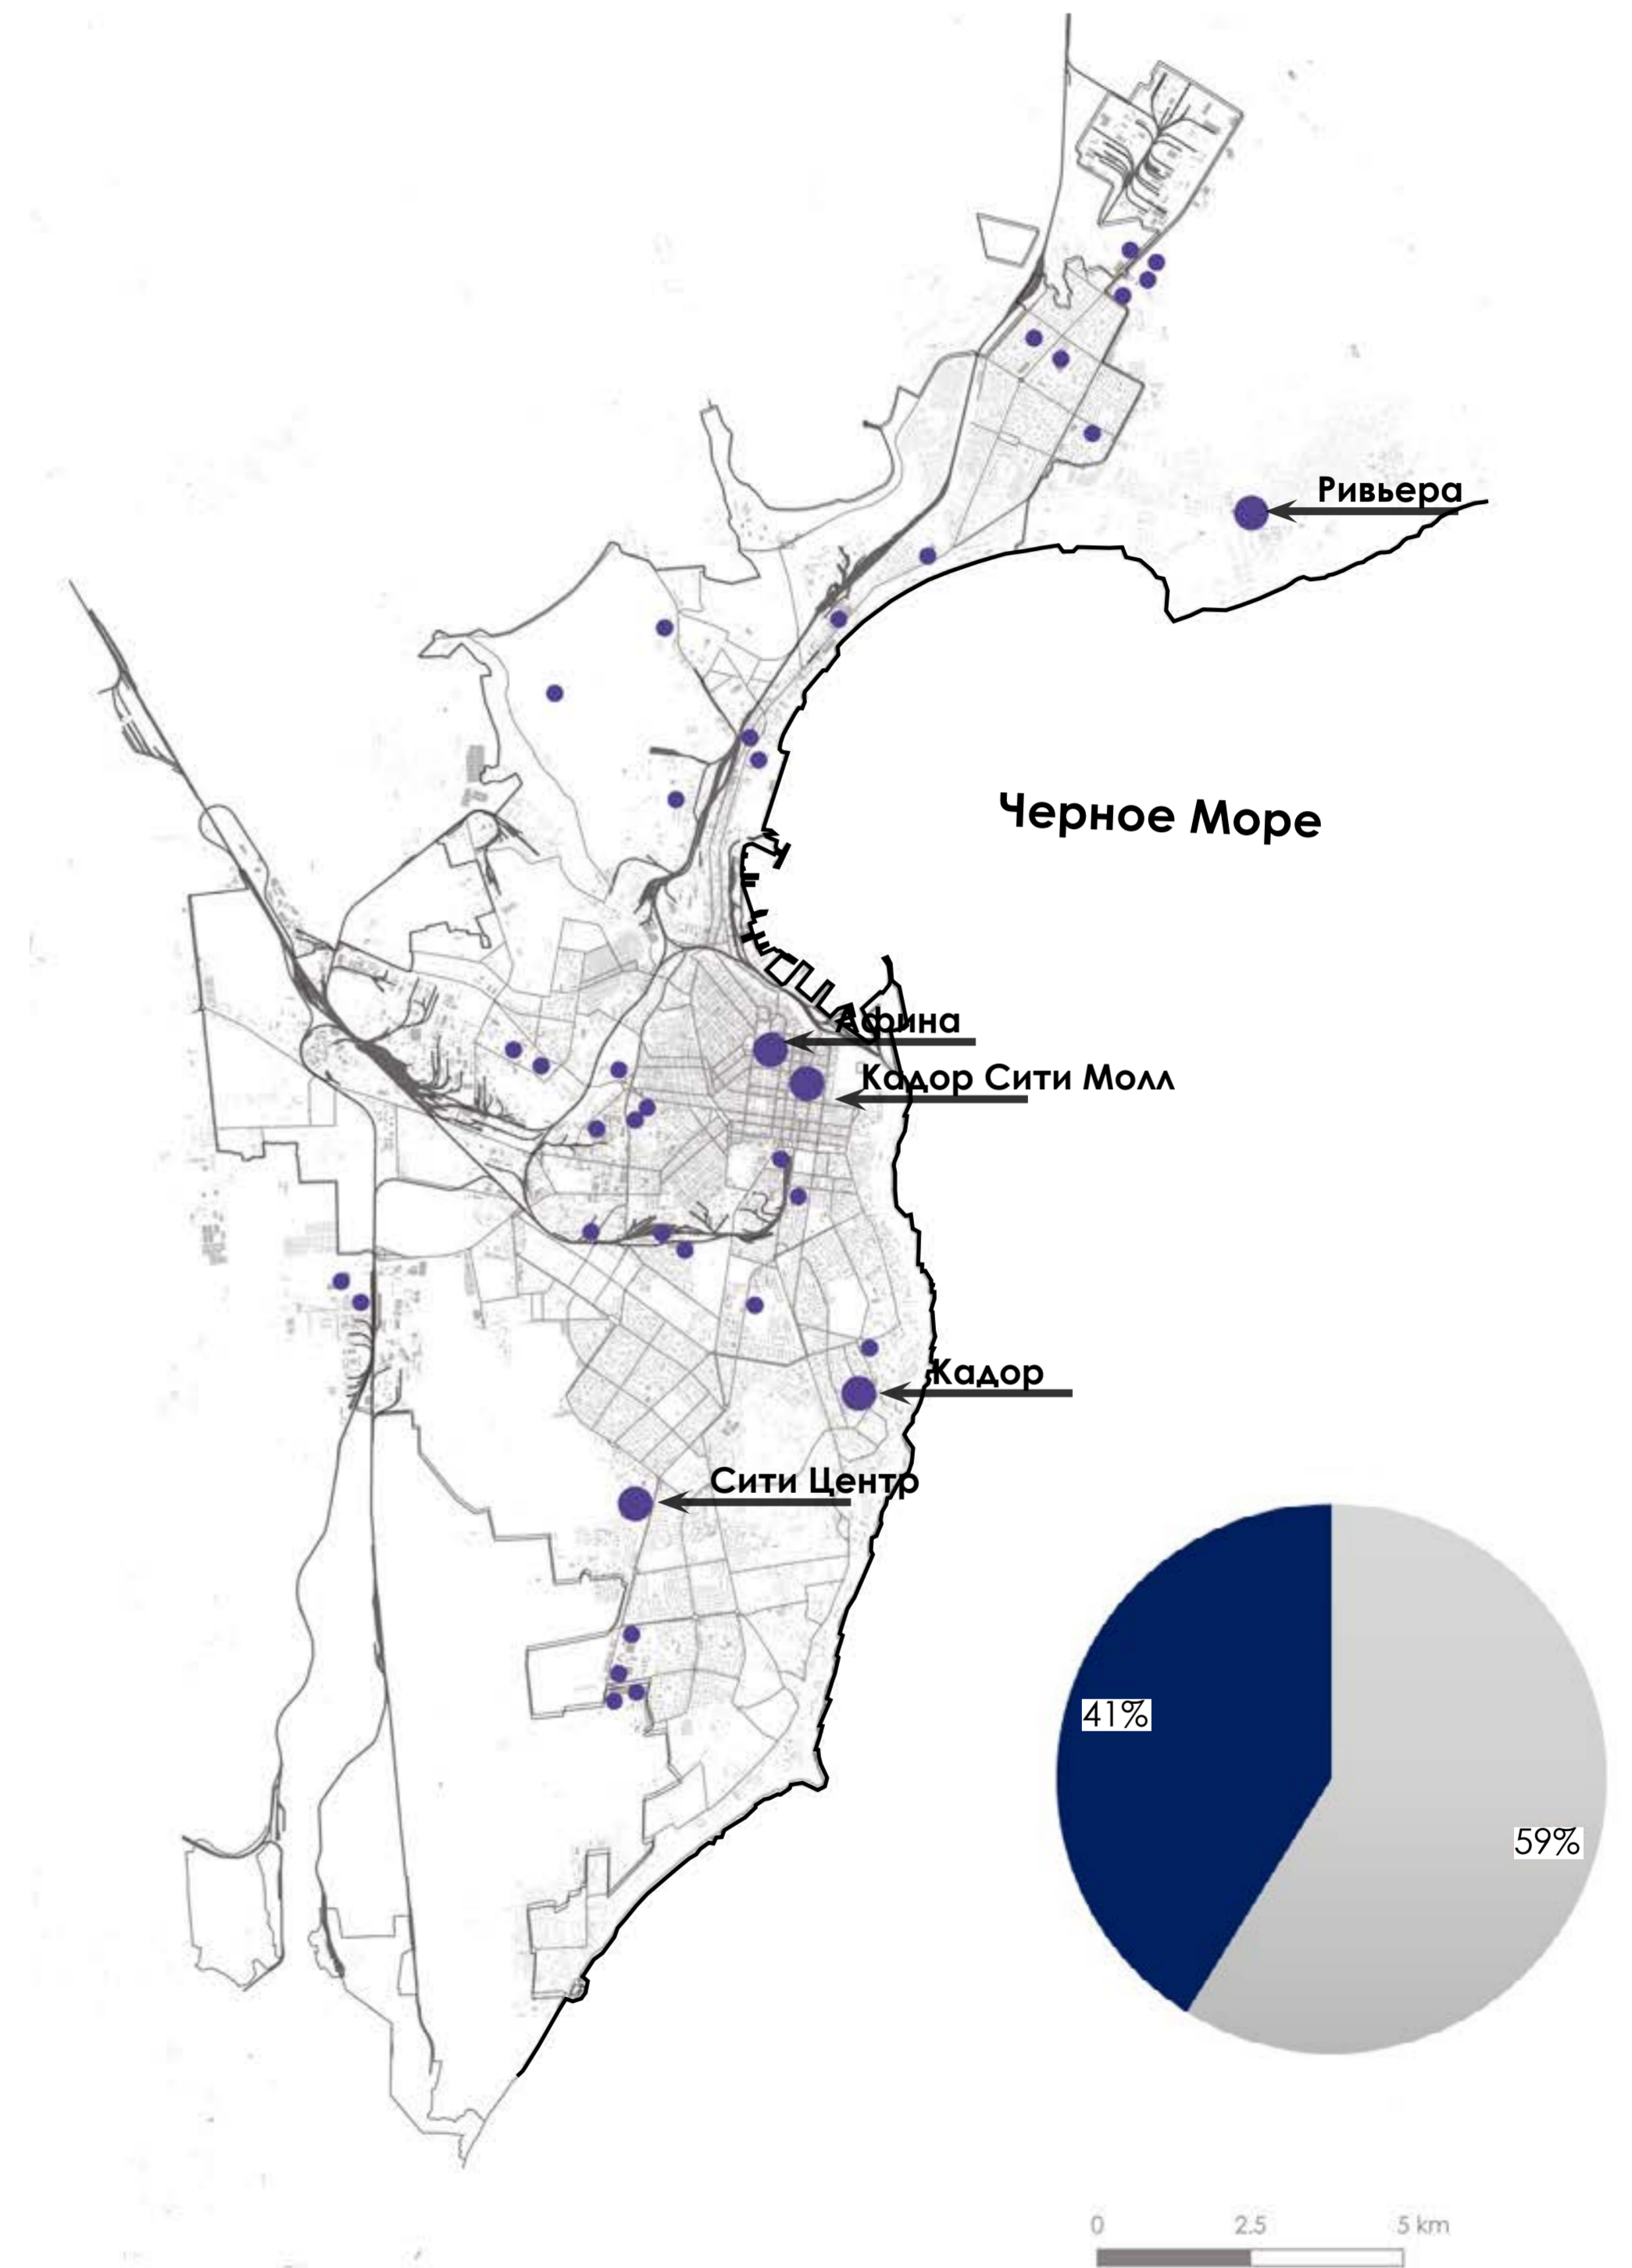 Ривьера
Черное Море
Афина
Кадор Сити Молл
Кадор
Сити Центр
41%
59%
0 2.5 5 km